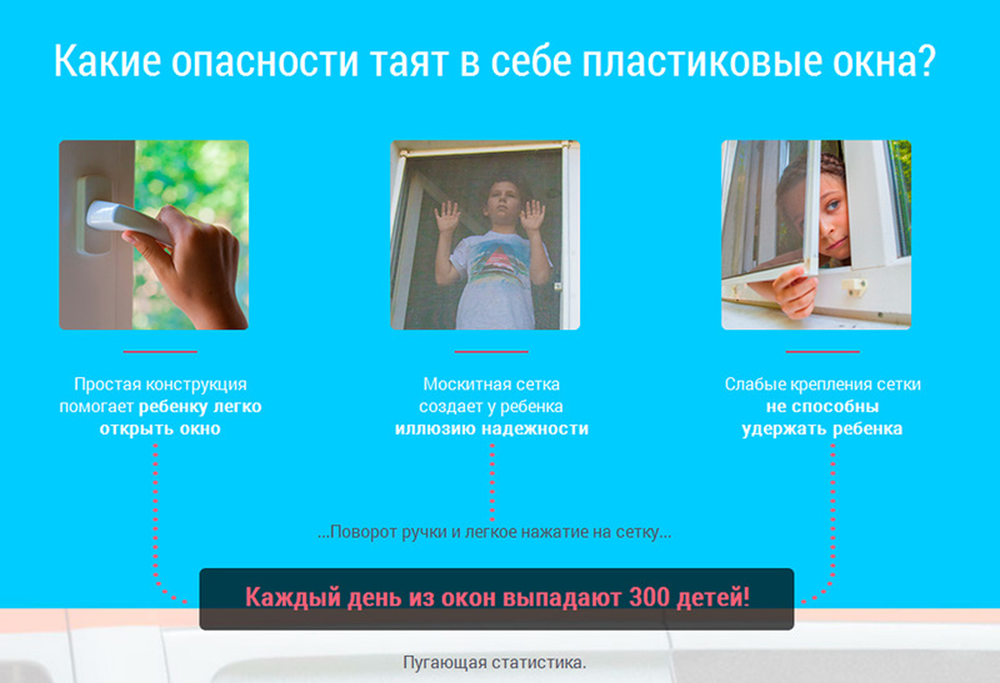 Какие опасности таят в себе пластиковые окна?
Простая конструкция
помогает ребенку легко
открыть окно
Москитная сетка
создает у ребенка
иллюзию надежности
Слабые крепления сетки
не способны
удержать ребенка
...Поворот ручки и легкое нажатие на сетку...
Каждый день из окон выпадают 300 детей!
Пугающая статистика.